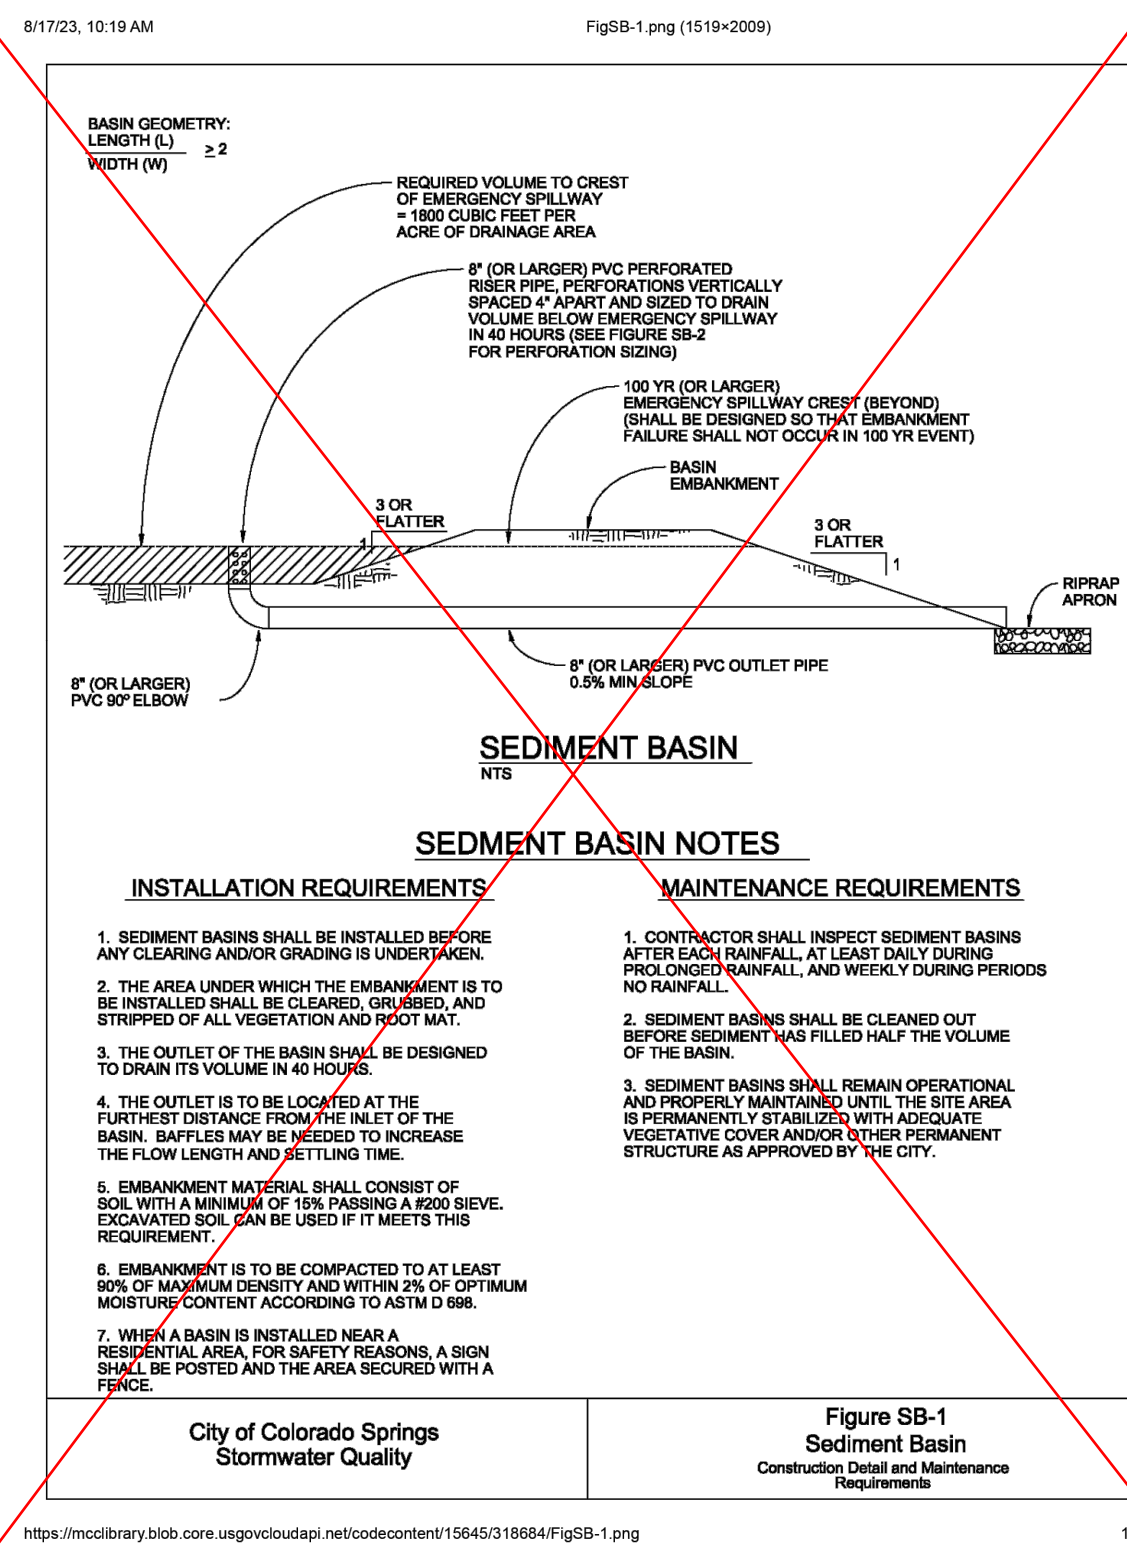 8/17/23, 10:19 AM
FigSB-1.png (1519×2009)
BASIN GEOMETRY:
LENGTH (L)
WIDTH (W)
≥ 2
REQUIRED VOLUME TO CREST
OF EMERGENCY SPILLWAY
= 1800 CUBIC FEET PER
ACRE OF DRAINAGE AREA
8" (OR LARGER) PVC PERFORATED
RISER PIPE, PERFORATIONS VERTICALLY
SPACED 4" APART AND SIZED TO DRAIN
VOLUME BELOW EMERGENCY SPILLWAY
IN 40 HOURS (SEE FIGURE SB-2
FOR PERFORATION SIZING)
100 YR (OR LARGER)
EMERGENCY SPILLWAY CREST (BEYOND)
(SHALL BE DESIGNED SO THAT EMBANKMENT
FAILURE SHALL NOT OCCUR IN 100 YR EVENT)
BASIN
EMBANKMENT
3 OR
FLATTER
1
3 OR
FLATTER
1
RIPRAP
APRON
8" (OR LARGER) PVC OUTLET PIPE
0.5% MIN SLOPE
8" (OR LARGER)
PVC 90º ELBOW
SEDIMENT BASIN
NTS
SEDMENT BASIN NOTES
INSTALLATION REQUIREMENTS
1. SEDIMENT BASINS SHALL BE INSTALLED BEFORE
ANY CLEARING AND/OR GRADING IS UNDERTAKEN.
2. THE AREA UNDER WHICH THE EMBANKMENT IS TO
BE INSTALLED SHALL BE CLEARED, GRUBBED, AND
STRIPPED OF ALL VEGETATION AND ROOT MAT.
3. THE OUTLET OF THE BASIN SHALL BE DESIGNED
TO DRAIN ITS VOLUME IN 40 HOURS.
4. THE OUTLET IS TO BE LOCATED AT THE
FURTHEST DISTANCE FROM THE INLET OF THE
BASIN. BAFFLES MAY BE NEEDED TO INCREASE
THE FLOW LENGTH AND SETTLING TIME.
5. EMBANKMENT MATERIAL SHALL CONSIST OF
SOIL WITH A MINIMUM OF 15% PASSING A #200 SIEVE.
EXCAVATED SOIL CAN BE USED IF IT MEETS THIS
REQUIREMENT.
6. EMBANKMENT IS TO BE COMPACTED TO AT LEAST
90% OF MAXIMUM DENSITY AND WITHIN 2% OF OPTIMUM
MOISTURE CONTENT ACCORDING TO ASTM D 698.
7. WHEN A BASIN IS INSTALLED NEAR A
RESIDENTIAL AREA, FOR SAFETY REASONS, A SIGN
SHALL BE POSTED AND THE AREA SECURED WITH A
FENCE.
MAINTENANCE REQUIREMENTS
1. CONTRACTOR SHALL INSPECT SEDIMENT BASINS
AFTER EACH RAINFALL, AT LEAST DAILY DURING
PROLONGED RAINFALL, AND WEEKLY DURING PERIODS
NO RAINFALL.
2. SEDIMENT BASINS SHALL BE CLEANED OUT
BEFORE SEDIMENT HAS FILLED HALF THE VOLUME
OF THE BASIN.
3. SEDIMENT BASINS SHALL REMAIN OPERATIONAL
AND PROPERLY MAINTAINED UNTIL THE SITE AREA
IS PERMANENTLY STABILIZED WITH ADEQUATE
VEGETATIVE COVER AND/OR OTHER PERMANENT
STRUCTURE AS APPROVED BY THE CITY.
City of Colorado Springs
Stormwater Quality
Figure SB-1
Sediment Basin
Construction Detail and Maintenance
Requirements
https://mcclibrary.blob.core.usgovcloudapi.net/codecontent/15645/318684/FigSB-1.png
1